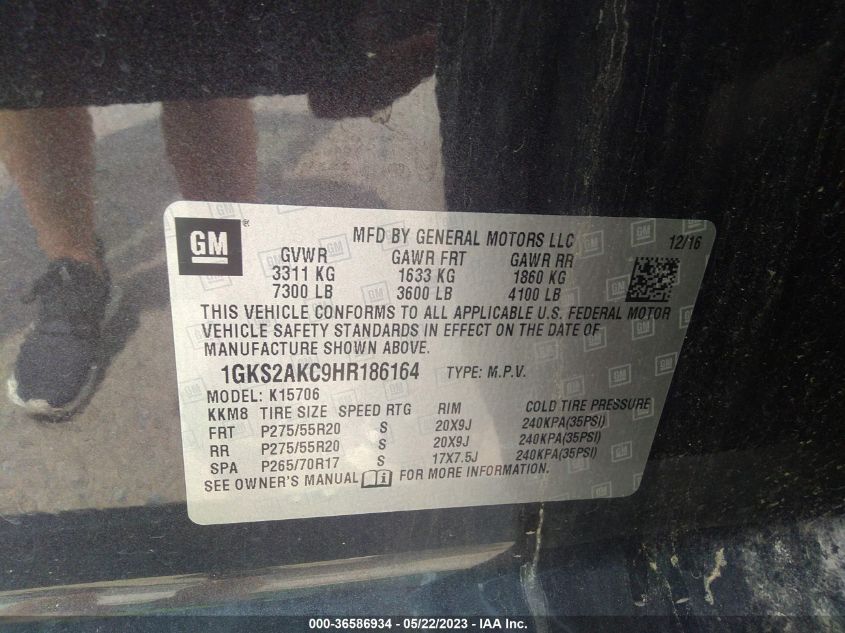 GM ® MFD BY GENERAL MOTORS LLC 12/16
GVWR GAWR FRT GAWR RR
3311 KG 1633 KG 1860 KG
7300 LB 3600 LB 4100 LB
THIS VEHICLE CONFORMS TO ALL APPLICABLE U.S. FEDERAL MOTOR
VEHICLE SAFETY STANDARDS IN EFFECT ON THE DATE OF
MANUFACTURE SHOWN ABOVE.
1GKS2AKC9HR186164 TYPE: M.P.V.
MODEL: K15706
KKM8 TIRE SIZE SPEED RTG RIM COLD TIRE PRESSURE
FRT P275/55R20 S 20X9J 240KPA(35PSI)
RR P275/55R20 S 20X9J 240KPA(35PSI)
SPA P265/70R17 S 17X7.5J 240KPA(35PSI)
SEE OWNER'S MANUAL FOR MORE INFORMATION.
000-36586934 - 05/22/2023 - IAA Inc.